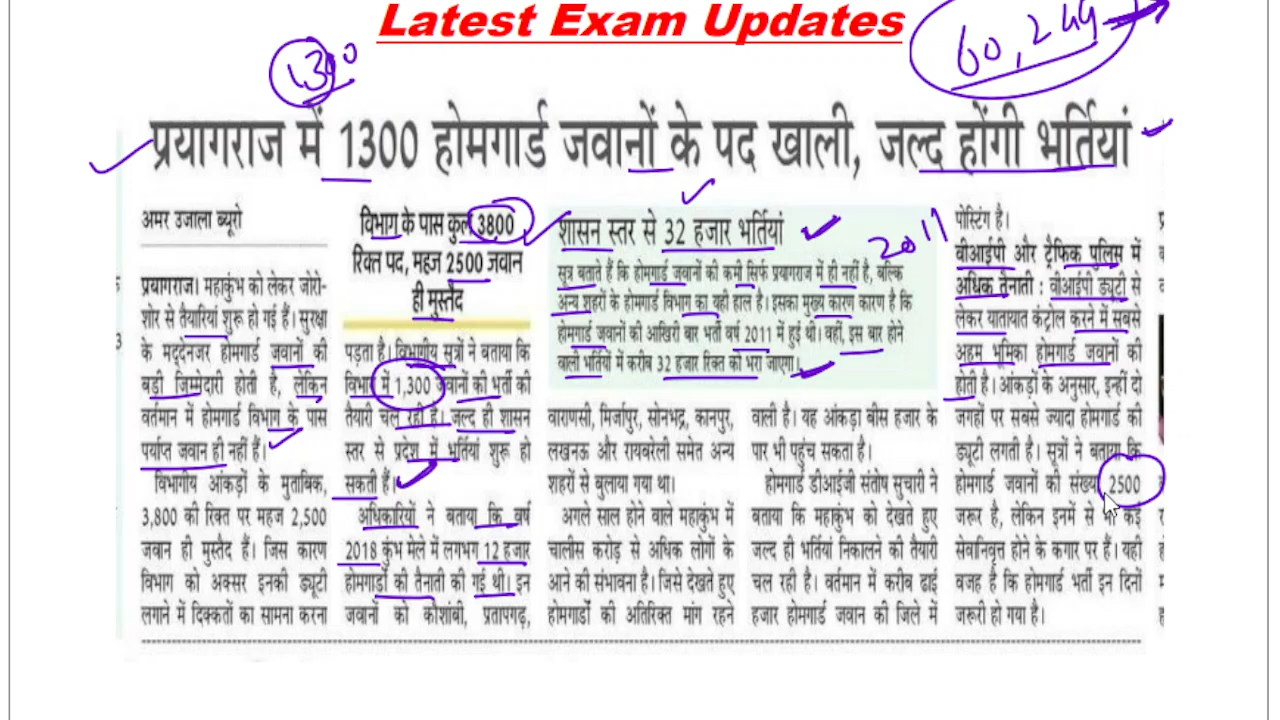 Latest Exam Updates
1300
60,244
प्रयागराज में 1300 होमगार्ड जवानों के पद खाली, जल्द होंगी भर्तियां
अमर उजाला ब्यूरो
प्रयागराज। महाकुंभ को लेकर जोरो-
शोर से तैयारियां शुरू हो गई हैं। सुरक्षा
के मद्देनजर होमगार्ड जवानों की
बड़ी जिम्मेदारी होती है, लेकिन
वर्तमान में होमगार्ड विभाग के पास
पर्याप्त जवान ही नहीं हैं।
विभागीय आंकड़ों के मुताबिक,
3,800 की रिक्त पर महज 2,500
जवान ही मुस्तैद हैं। जिस कारण
विभाग को अक्सर इनकी ड्यूटी
लगाने में दिक्कतों का सामना करना
विभाग के पास कुल 3800
रिक्त पद, महज 2500 जवान
ही मुस्तैद
पड़ता है। विभागीय सूत्रों ने बताया कि
विभाग में 1,300 जवानों की भर्ती की
तैयारी चल रही है। जल्द ही शासन
स्तर से प्रदेश में भर्तियां शुरू हो
सकती हैं।
अधिकारियों ने बताया कि वर्ष
2018 कुंभ मेले में लगभग 12 हजार
होमगार्डों की तैनाती की गई थी। इन
जवानों को कौशांबी, प्रतापगढ़,
शासन स्तर से 32 हजार भर्तियां
2011
सूत्र बताते हैं कि होमगार्ड जवानों की कमी सिर्फ प्रयागराज में ही नहीं है, बल्कि
अन्य शहरों के होमगार्ड विभाग का यही हाल है। इसका मुख्य कारण कारण है कि
होमगार्ड जवानों की आखिरी बार भर्ती वर्ष 2011 में हुई थी। वहीं, इस बार होने
वाली भर्तियों में करीब 32 हजार रिक्त को भरा जाएगा।
वाराणसी, मिर्जापुर, सोनभद्र, कानपुर,
लखनऊ और रायबरेली समेत अन्य
शहरों से बुलाया गया था।
अगले साल होने वाले महाकुंभ में
चालीस करोड़ से अधिक लोगों के
आने की संभावना है। जिसे देखते हुए
होमगार्डों की अतिरिक्त मांग रहने
वाली है। यह आंकड़ा बीस हजार के
पार भी पहुंच सकता है।
होमगार्ड डीआईजी संतोष सुचारी ने
बताया कि महाकुंभ को देखते हुए
जल्द ही भर्तियां निकालने की तैयारी
चल रही है। वर्तमान में करीब ढाई
हजार होमगार्ड जवान की जिले में
पोस्टिंग है।
वीआईपी और ट्रैफिक पुलिस में
अधिक तैनाती : वीआईपी ड्यूटी से
लेकर यातायात कंट्रोल करने में सबसे
अहम भूमिका होमगार्ड जवानों की
होती है। आंकड़ों के अनुसार, इन्हीं दो
जगहों पर सबसे ज्यादा होमगार्ड की
ड्यूटी लगती है। सूत्रों ने बताया कि
होमगार्ड जवानों की संख्या 2500
जरूर है, लेकिन इनमें से भी कई
सेवानिवृत्त होने के कगार पर हैं। यही
वजह है कि होमगार्ड भर्ती इन दिनों
जरूरी हो गया है।